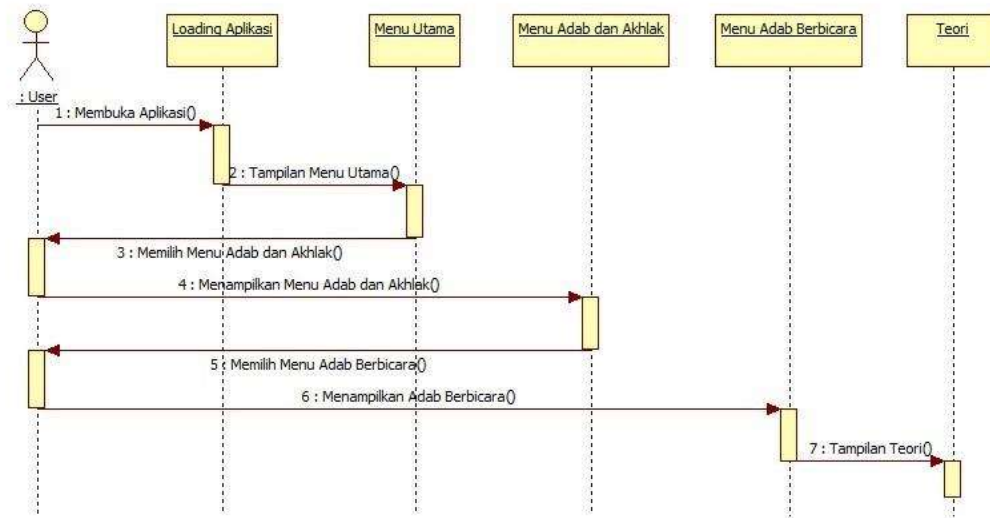 Loading Aplikasi
Menu Utama
Menu Adab dan Akhlak
Menu Adab Berbicara
Teori
: User
1 : Membuka Aplikasi()
2 : Tampilan Menu Utama()
3 : Memilih Menu Adab dan Akhlak()
4 : Menampilkan Menu Adab dan Akhlak()
5 : Memilih Menu Adab Berbicara()
6 : Menampilkan Adab Berbicara()
7 : Tampilan Teori()